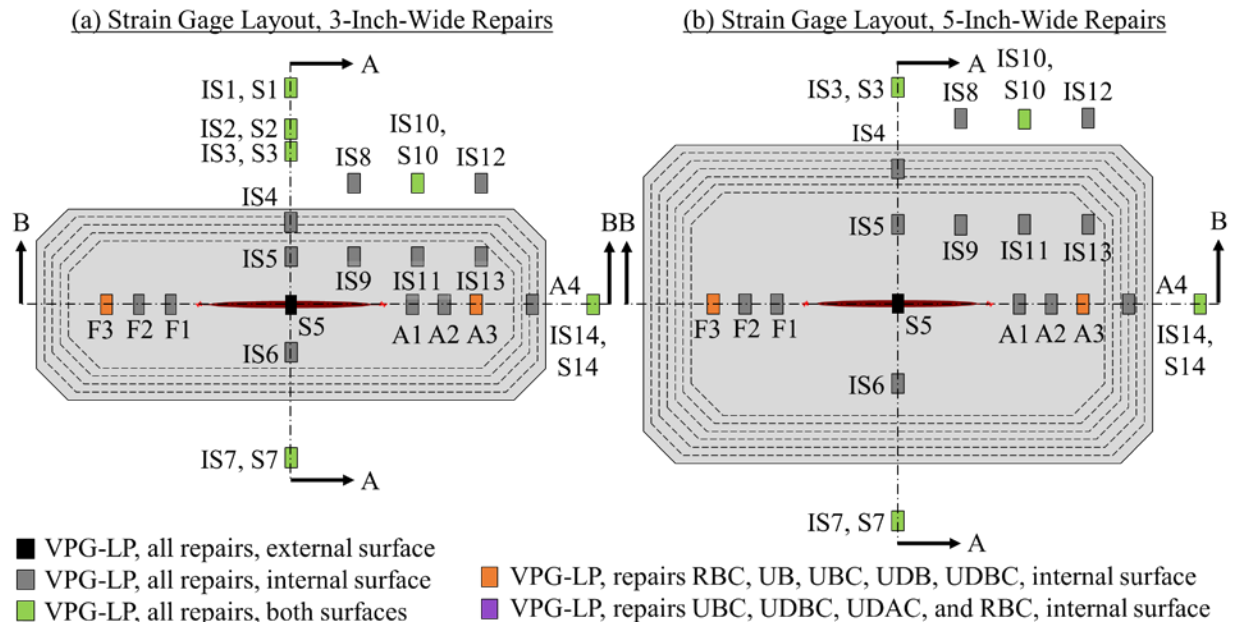 (a) Strain Gage Layout, 3-Inch-Wide Repairs
A
IS1, S1
IS2, S2
IS3, S3
IS10,
S10
IS8
IS12
IS4
B
B
IS5
IS9
IS11
IS13
A4
F3
F2
F1
S5
A1
A2
A3
IS14,
S14
IS6
IS7, S7
A
(b) Strain Gage Layout, 5-Inch-Wide Repairs
A
IS10,
S10
IS3, S3
IS8
IS12
IS4
B
B
IS5
IS9
IS11
IS13
A4
F3
F2
F1
S5
A1
A2
A3
IS14,
S14
IS6
IS7, S7
A
VPG-LP, all repairs, external surface
VPG-LP, all repairs, internal surface
VPG-LP, all repairs, both surfaces
VPG-LP, repairs RBC, UB, UBC, UDB, UDBC, internal surface
VPG-LP, repairs UBC, UDBC, UDAC, and RBC, internal surface